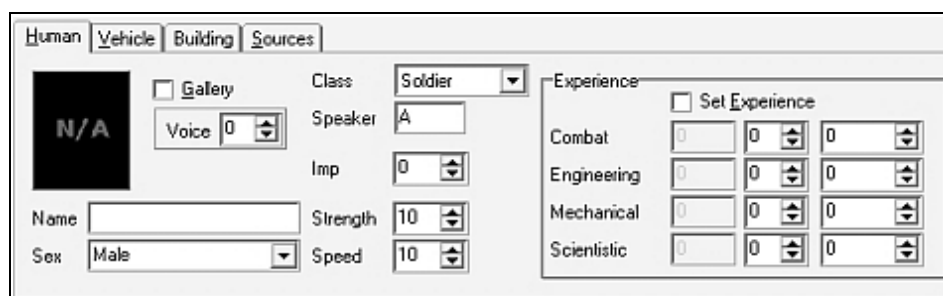 Human Vehicle Building Sources
N/A
Gallery
Voice 0
Name
Sex Male
Class Soldier
Speaker A
Imp 0
Strength 10
Speed 10
Experience
Set Experience
Combat 0 0 0
Engineering 0 0 0
Mechanical 0 0 0
Scientistic 0 0 0